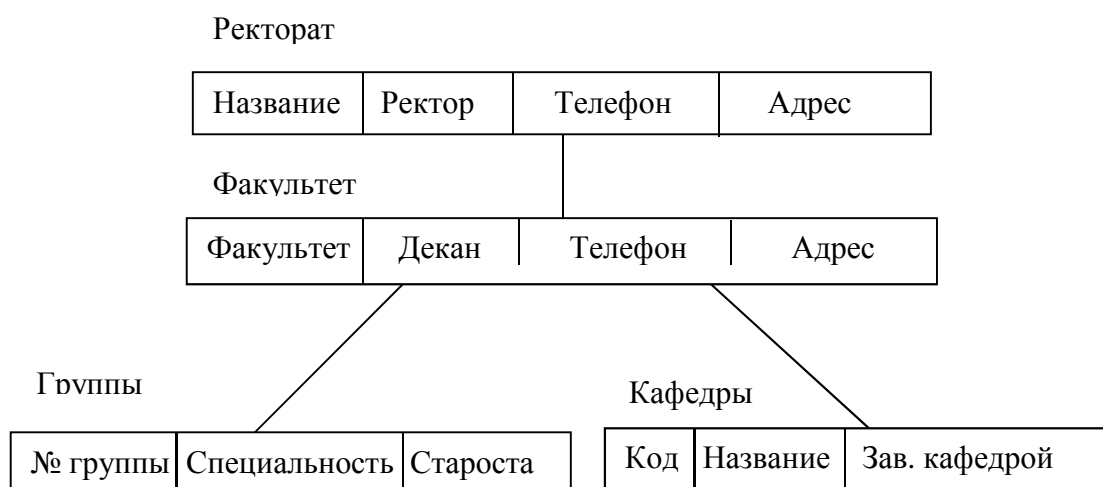 Ректорат
Название Ректор Телефон Адрес
Факультет
Факультет Декан Телефон Адрес
Группы
Кафедры
№ группы Специальность Староста
Код Название Зав. кафедрой